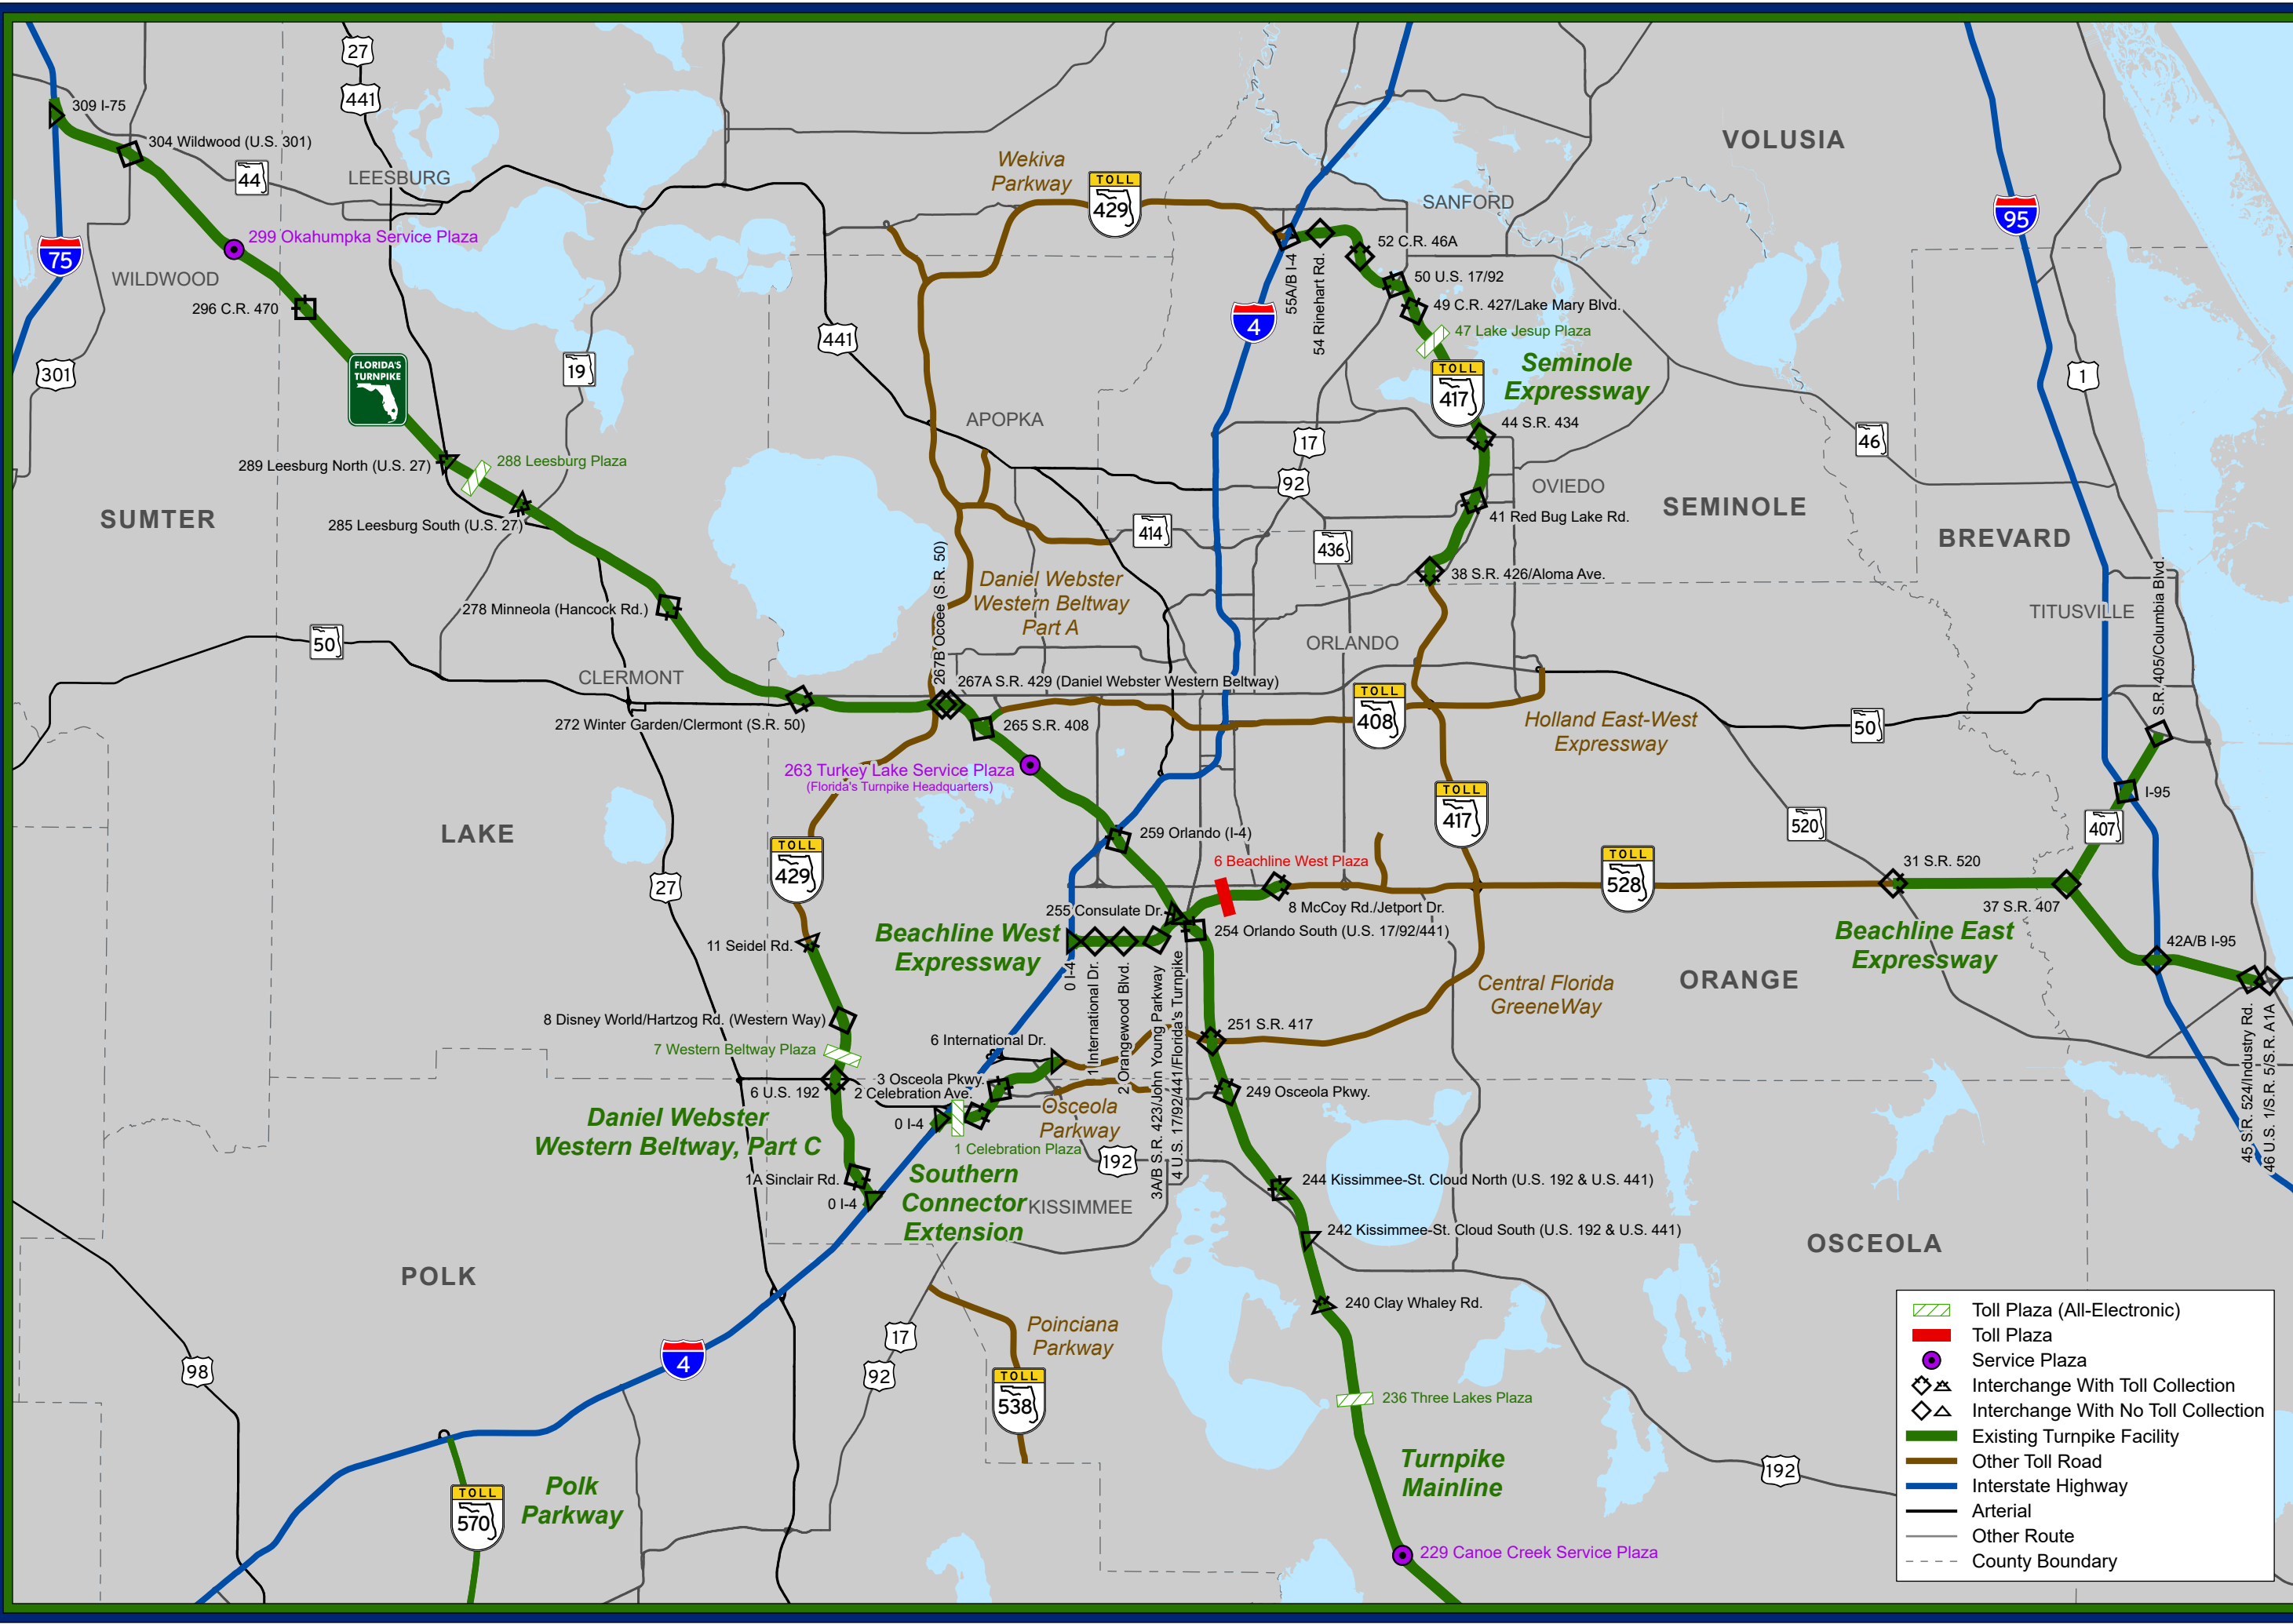 27
441
309 I-75
304 Wildwood (U.S. 301)
44
LEESBURG
299 Okahumpka Service Plaza
75
WILDWOOD
296 C.R. 470
301
FLORIDA'S
TURNPIKE
19
441
289 Leesburg North (U.S. 27)
288 Leesburg Plaza
285 Leesburg South (U.S. 27)
SUMTER
278 Minneola (Hancock Rd.)
50
CLERMONT
272 Winter Garden/Clermont (S.R. 50)
Wekiva
Parkway
TOLL
429
VOLUSIA
SANFORD
95
55A/B I-4
54 Rinehart Rd.
52 C.R. 46A
50 U.S. 17/92
49 C.R. 427/Lake Mary Blvd.
47 Lake Jesup Plaza
4
Seminole
Expressway
TOLL
417
1
APOPKA
17
92
44 S.R. 434
46
OVIEDO
41 Red Bug Lake Rd.
SEMINOLE
BREVARD
414
436
38 S.R. 426/Aloma Ave.
Daniel Webster
Western Beltway
Part A
267B Ocoee (S.R. 50)
267A S.R. 429 (Daniel Webster Western Beltway)
265 S.R. 408
ORLANDO
TITUSVILLE
S.R. 405/Columbia Blvd.
TOLL
408
Holland East-West
Expressway
50
263 Turkey Lake Service Plaza
(Florida's Turnpike Headquarters)
I-95
407
520
TOLL
417
LAKE
259 Orlando (I-4)
TOLL
429
27
6 Beachline West Plaza
TOLL
528
31 S.R. 520
37 S.R. 407
8 McCoy Rd./Jetport Dr.
255 Consulate Dr.
254 Orlando South (U.S. 17/92/441)
Beachline West
Expressway
Beachline East
Expressway
11 Seidel Rd.
42A/B I-95
0 I-4
1 International Dr.
2 Orangewood Blvd.
3A/B S.R. 423/John Young Parkway
4 U.S. 17/92/441/Florida's Turnpike
Central Florida
GreeneWay
ORANGE
8 Disney World/Hartzog Rd. (Western Way)
7 Western Beltway Plaza
6 International Dr.
251 S.R. 417
45 S.R. 524/Industry Rd.
46 U.S. 1/S.R. 5/S.R. A1A
6 U.S. 192
3 Osceola Pkwy.
2 Celebration Ave.
249 Osceola Pkwy.
Daniel Webster
Western Beltway, Part C
0 I-4
Osceola
Parkway
1 Celebration Plaza
192
1A Sinclair Rd.
0 I-4
Southern
Connector
Extension
KISSIMMEE
244 Kissimmee-St. Cloud North (U.S. 192 & U.S. 441)
242 Kissimmee-St. Cloud South (U.S. 192 & U.S. 441)
OSCEOLA
POLK
240 Clay Whaley Rd.
Poinciana
Parkway
17
92
4
98
TOLL
538
236 Three Lakes Plaza
Turnpike
Mainline
192
Polk
Parkway
TOLL
570
229 Canoe Creek Service Plaza
Toll Plaza (All-Electronic)
Toll Plaza
Service Plaza
Interchange With Toll Collection
Interchange With No Toll Collection
Existing Turnpike Facility
Other Toll Road
Interstate Highway
Arterial
Other Route
County Boundary